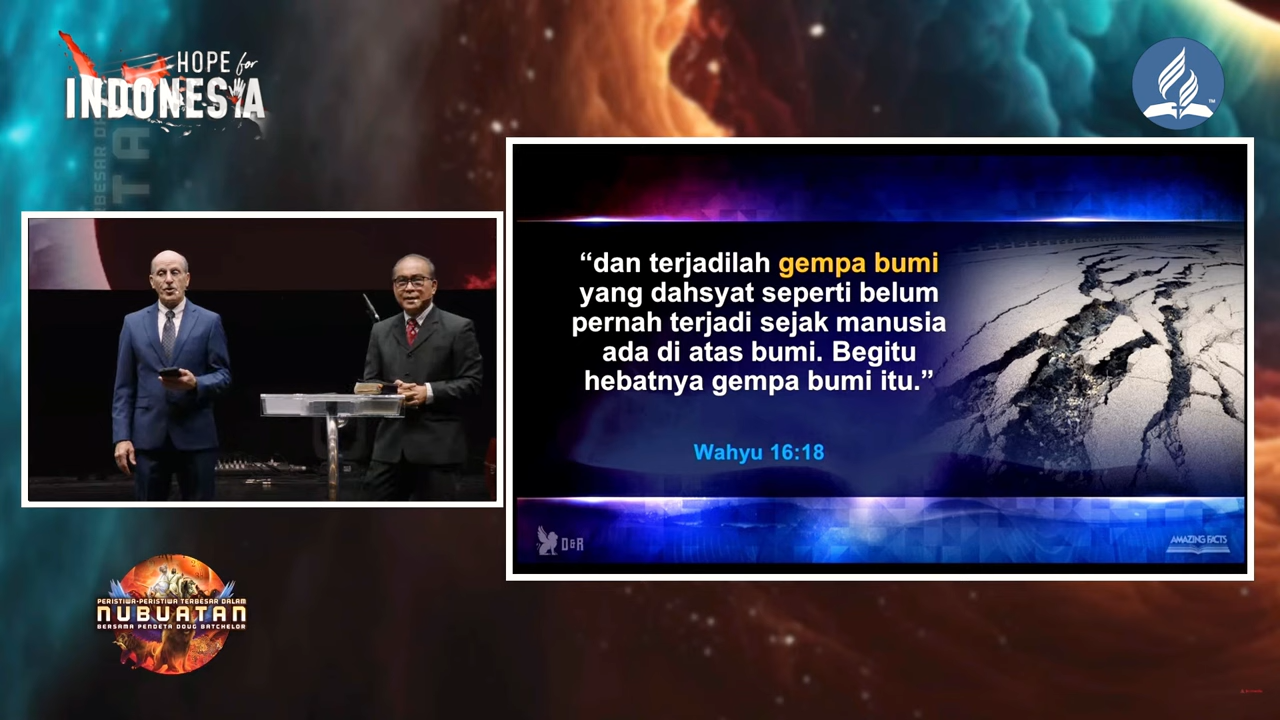 HOPE for
INDONESIA
“dan terjadilah gempa bumi
yang dahsyat seperti belum
pernah terjadi sejak manusia
ada di atas bumi. Begitu
hebatnya gempa bumi itu.”
Wahyu 16:18
D&R
AMAZING FACTS
PERISTIWA-PERISTIWA TERBESAR DALAM
NUBUATAN
BERSAMA PENDETA DOUG BATCHELOR